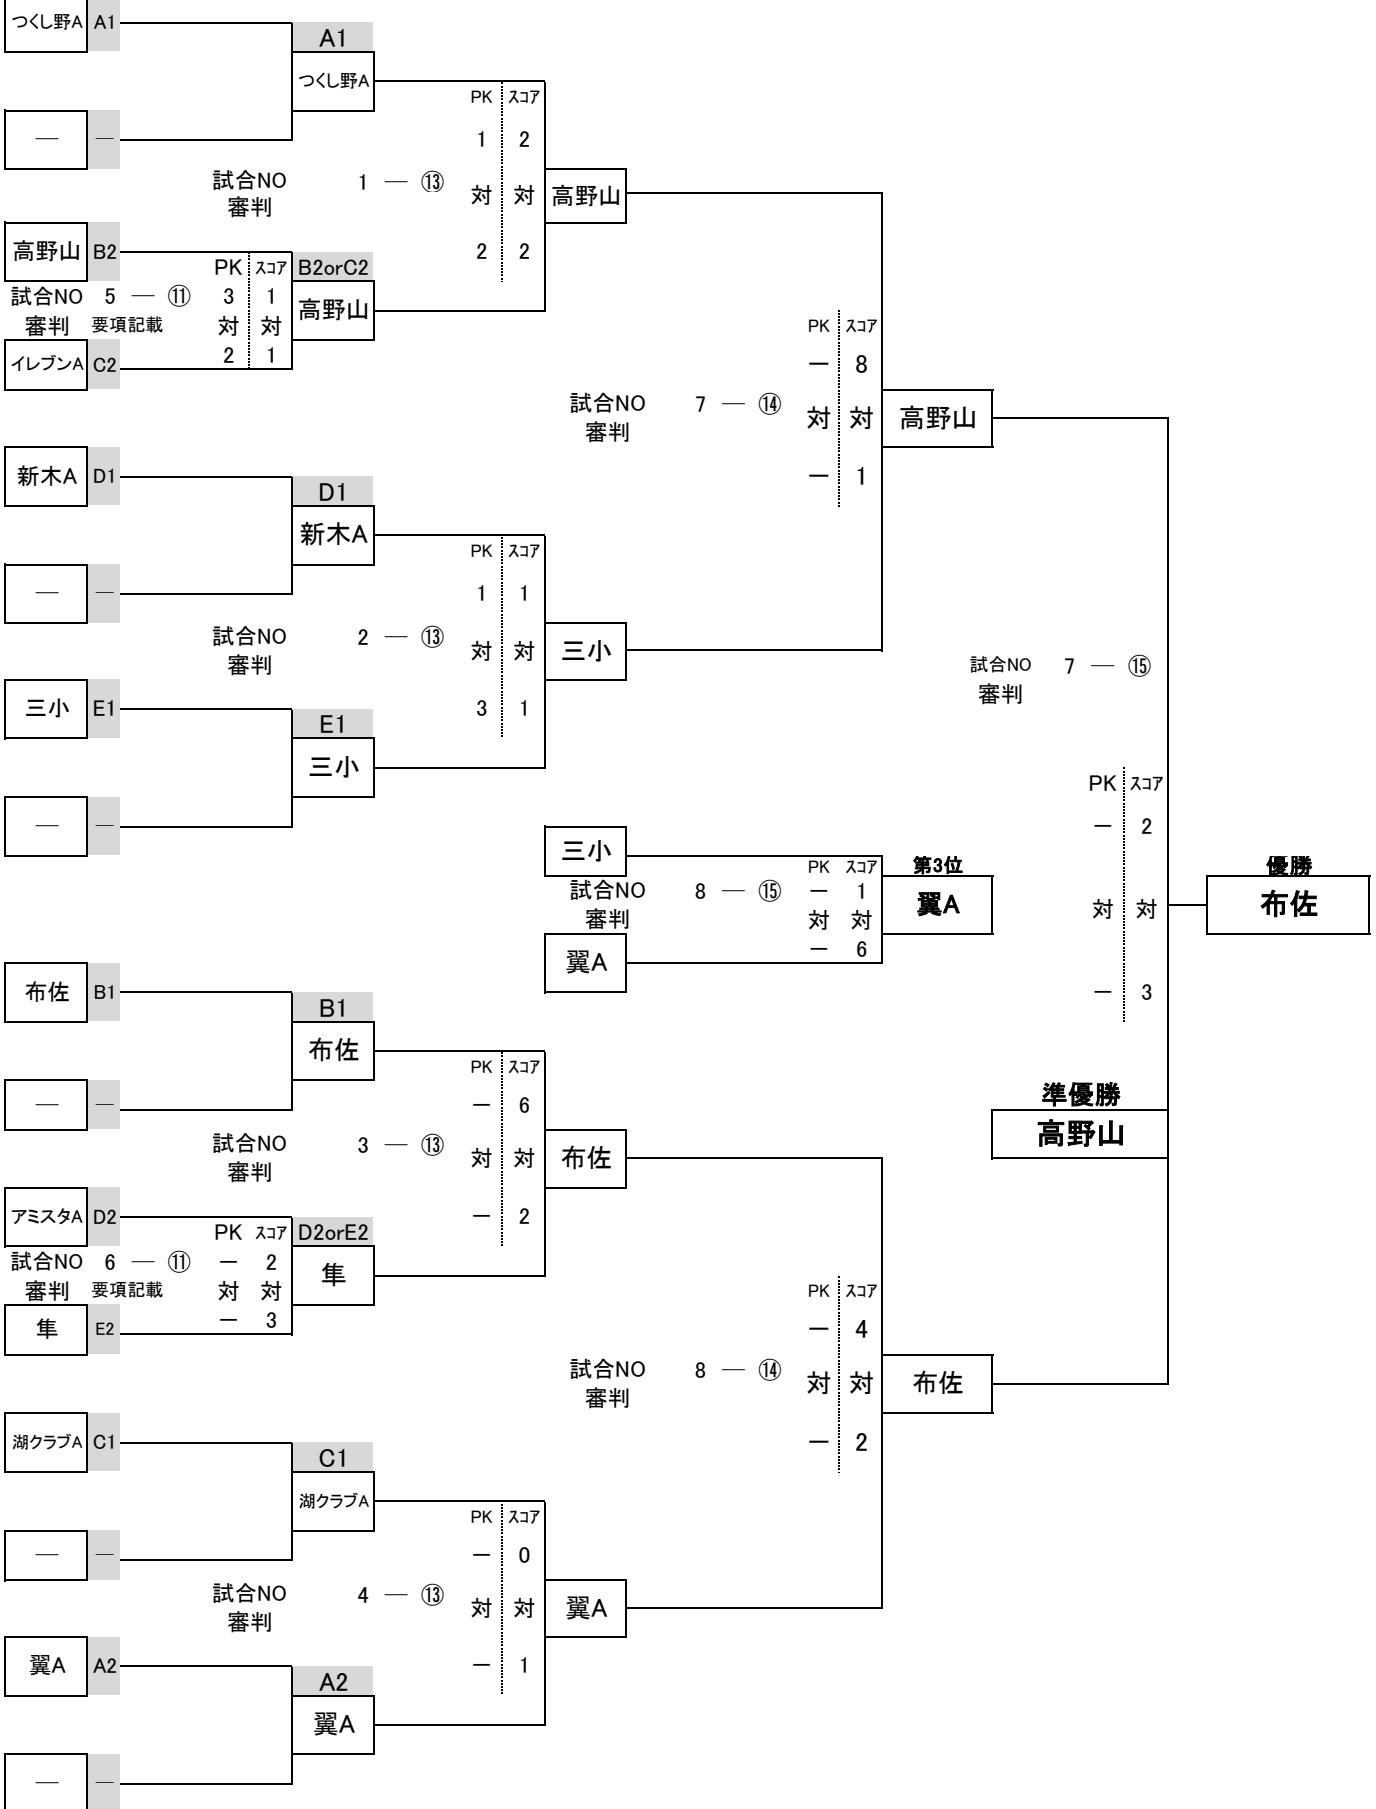 つくし野A A1
A1
つくし野A
PK スコア
— —
1 2
試合NO 1 — ⑬
審判
対 対
高野山
高野山 B2
2 2
PK スコア
B2orC2
試合NO 5 — ⑪
3 1
高野山
審判 要項記載
対 対
イレブンA C2
2 1
PK スコア
— 8
試合NO 7 — ⑭
審判
対 対
高野山
新木A D1
— 1
D1
新木A
PK スコア
— —
1 1
試合NO 2 — ⑬
審判
対 対
三小
試合NO 7 — ⑮
審判
三小 E1
3 1
E1
三小
PK スコア
— —
— 2
三小
PK スコア
第3位
優勝
試合NO 8 — ⑮
— 1
翼A
布佐
審判
対 対
対 対
翼A
— 6
布佐 B1
— 3
B1
布佐
PK スコア
— —
— 6
準優勝
高野山
試合NO 3 — ⑬
審判
対 対
布佐
アミスタA D2
— 2
PK スコア
D2orE2
試合NO 6 — ⑪
— 2
隼
審判 要項記載
対 対
隼 E2
— 3
PK スコア
— 4
試合NO 8 — ⑭
審判
対 対
布佐
湖クラブA C1
— 2
C1
湖クラブA
PK スコア
— —
— 0
試合NO 4 — ⑬
審判
対 対
翼A
翼A A2
— 1
A2
翼A
— —